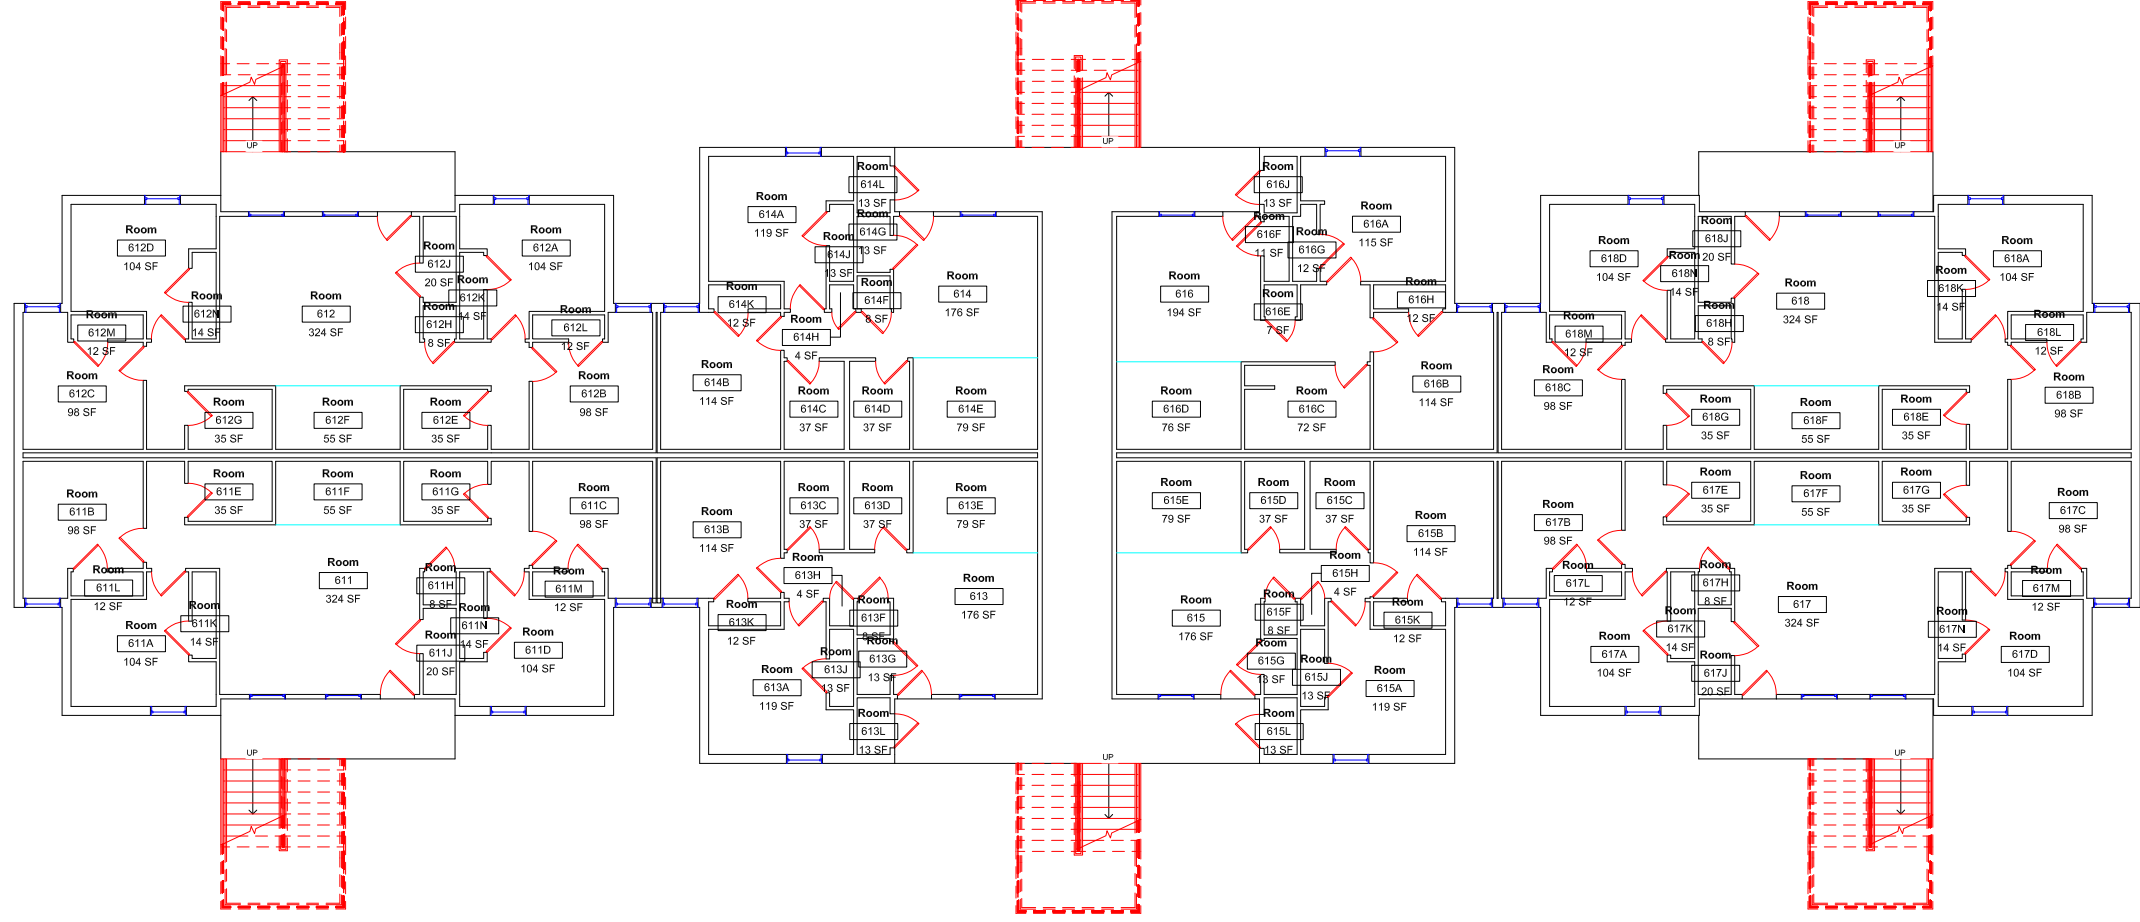 UP
UP
UP
Room
612D
104 SF
Room
612
324 SF
Room
612J
20 SF
Room
612A
104 SF
Room
612K
14 SF
Room
612N
14 SF
Room
612M
12 SF
Room
612H
8 SF
Room
612L
12 SF
Room
612C
98 SF
Room
612G
35 SF
Room
612F
55 SF
Room
612E
35 SF
Room
612B
98 SF
Room
614A
119 SF
Room
614L
13 SF
Room
614G
13 SF
Room
614J
13 SF
Room
614K
12 SF
Room
614F
8 SF
Room
614
176 SF
Room
614H
4 SF
Room
614B
114 SF
Room
614C
37 SF
Room
614D
37 SF
Room
614E
79 SF
Room
616J
13 SF
Room
616F
11 SF
Room
616G
12 SF
Room
616A
115 SF
Room
616
194 SF
Room
616E
7 SF
Room
616H
12 SF
Room
616D
76 SF
Room
616C
72 SF
Room
616B
114 SF
Room
618D
104 SF
Room
618J
20 SF
Room
618N
14 SF
Room
618H
8 SF
Room
618
324 SF
Room
618K
14 SF
Room
618A
104 SF
Room
618M
12 SF
Room
618L
12 SF
Room
618C
98 SF
Room
618G
35 SF
Room
618F
55 SF
Room
618E
35 SF
Room
618B
98 SF
Room
611B
98 SF
Room
611E
35 SF
Room
611F
55 SF
Room
611G
35 SF
Room
611C
98 SF
Room
611L
12 SF
Room
611
324 SF
Room
611H
8 SF
Room
611M
12 SF
Room
611A
104 SF
Room
611K
14 SF
Room
611N
14 SF
Room
611J
20 SF
Room
611D
104 SF
Room
613B
114 SF
Room
613C
37 SF
Room
613D
37 SF
Room
613E
79 SF
Room
613H
4 SF
Room
613K
12 SF
Room
613F
8 SF
Room
613
176 SF
Room
613G
13 SF
Room
613J
13 SF
Room
613A
119 SF
Room
613L
13 SF
Room
615E
79 SF
Room
615D
37 SF
Room
615C
37 SF
Room
615B
114 SF
Room
615H
4 SF
Room
615
176 SF
Room
615F
8 SF
Room
615K
12 SF
Room
615G
13 SF
Room
615J
13 SF
Room
615A
119 SF
Room
615L
13 SF
Room
617B
98 SF
Room
617E
35 SF
Room
617F
55 SF
Room
617G
35 SF
Room
617C
98 SF
Room
617L
12 SF
Room
617H
8 SF
Room
617
324 SF
Room
617M
12 SF
Room
617A
104 SF
Room
617K
14 SF
Room
617J
20 SF
Room
617N
14 SF
Room
617D
104 SF
UP
UP
UP